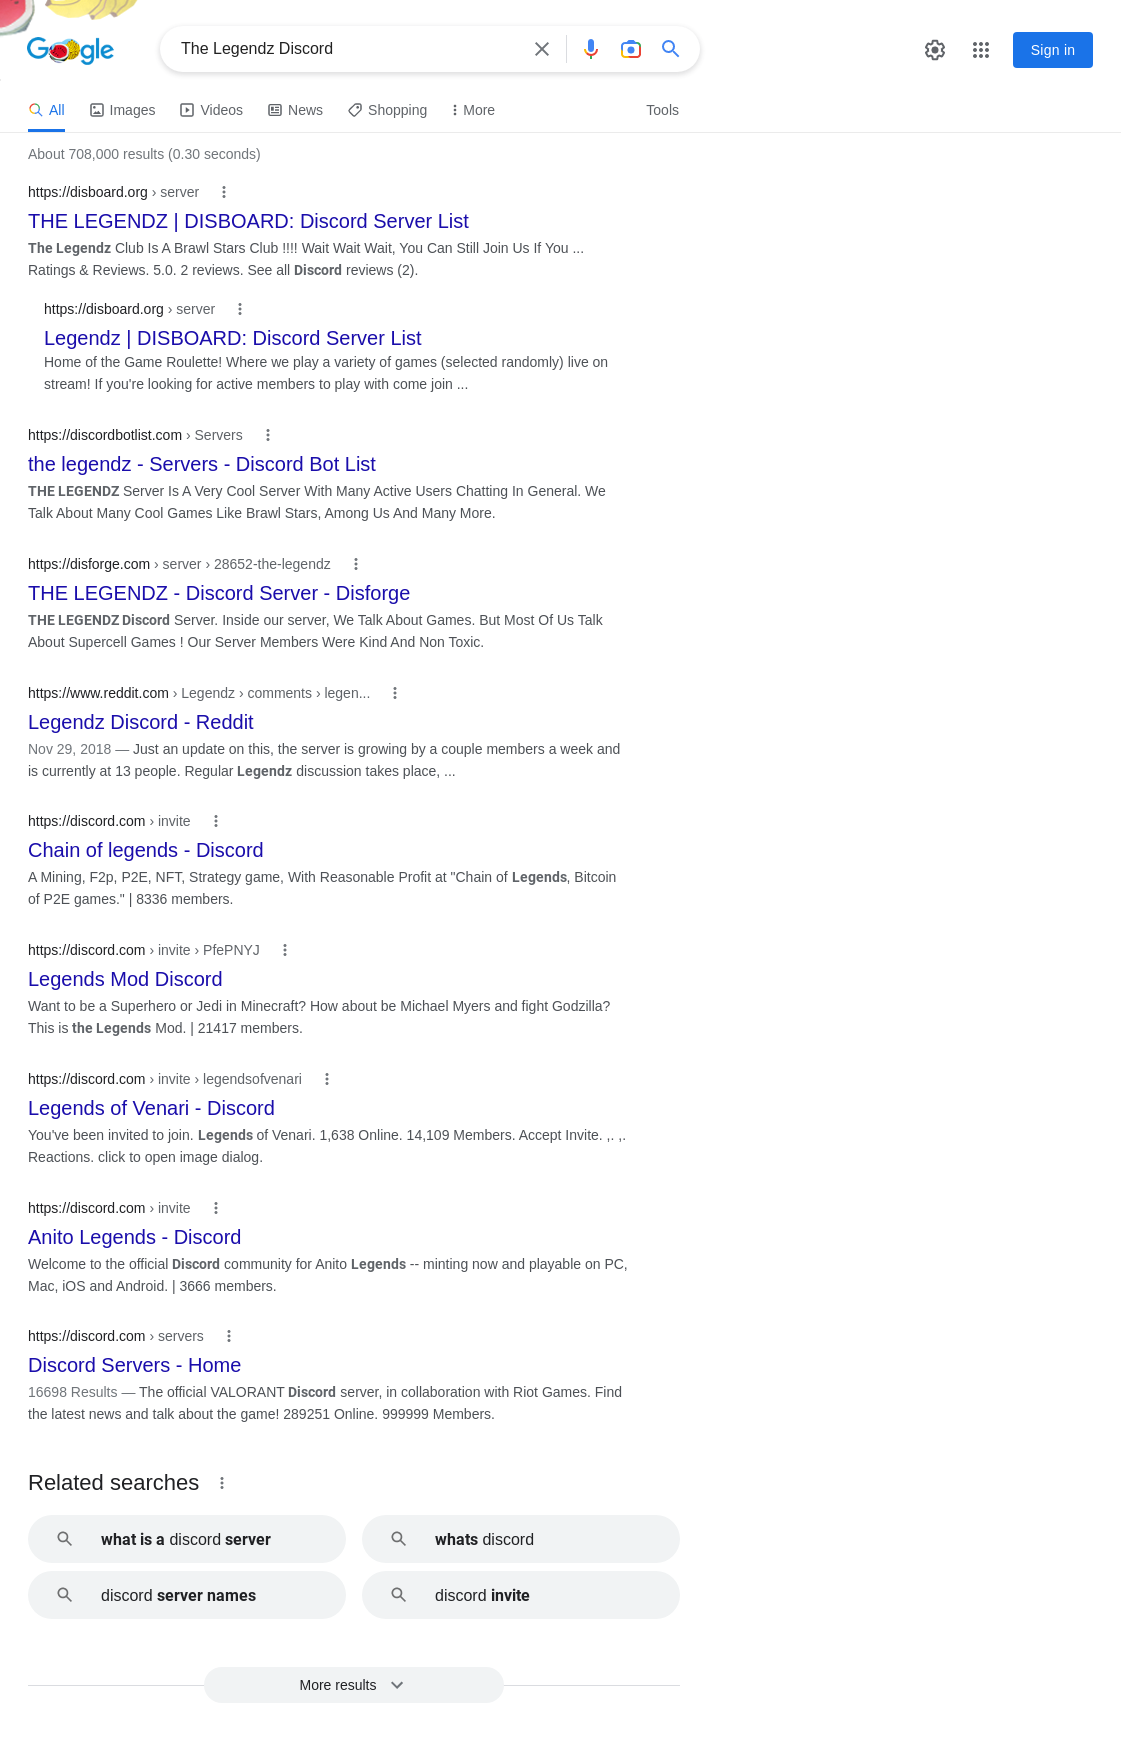 Google
The Legendz Discord
Sign in
All Images Videos News Shopping More Tools
About 708,000 results (0.30 seconds)
https://disboard.org › server
THE LEGENDZ | DISBOARD: Discord Server List
The Legendz Club Is A Brawl Stars Club !!!! Wait Wait Wait, You Can Still Join Us If You ...
Ratings & Reviews. 5.0. 2 reviews. See all Discord reviews (2).
https://disboard.org › server
Legendz | DISBOARD: Discord Server List
Home of the Game Roulette! Where we play a variety of games (selected randomly) live on
stream! If you're looking for active members to play with come join ...
https://discordbotlist.com › Servers
the legendz - Servers - Discord Bot List
THE LEGENDZ Server Is A Very Cool Server With Many Active Users Chatting In General. We
Talk About Many Cool Games Like Brawl Stars, Among Us And Many More.
https://disforge.com › server › 28652-the-legendz
THE LEGENDZ - Discord Server - Disforge
THE LEGENDZ Discord Server. Inside our server, We Talk About Games. But Most Of Us Talk
About Supercell Games ! Our Server Members Were Kind And Non Toxic.
https://www.reddit.com › Legendz › comments › legen...
Legendz Discord - Reddit
Nov 29, 2018 — Just an update on this, the server is growing by a couple members a week and
is currently at 13 people. Regular Legendz discussion takes place, ...
https://discord.com › invite
Chain of legends - Discord
A Mining, F2p, P2E, NFT, Strategy game, With Reasonable Profit at "Chain of Legends, Bitcoin
of P2E games." | 8336 members.
https://discord.com › invite › PfePNYJ
Legends Mod Discord
Want to be a Superhero or Jedi in Minecraft? How about be Michael Myers and fight Godzilla?
This is the Legends Mod. | 21417 members.
https://discord.com › invite › legendsofvenari
Legends of Venari - Discord
You've been invited to join. Legends of Venari. 1,638 Online. 14,109 Members. Accept Invite. ,. ,.
Reactions. click to open image dialog.
https://discord.com › invite
Anito Legends - Discord
Welcome to the official Discord community for Anito Legends -- minting now and playable on PC,
Mac, iOS and Android. | 3666 members.
https://discord.com › servers
Discord Servers - Home
16698 Results — The official VALORANT Discord server, in collaboration with Riot Games. Find
the latest news and talk about the game! 289251 Online. 999999 Members.
Related searches
what is a discord server
whats discord
discord server names
discord invite
More results